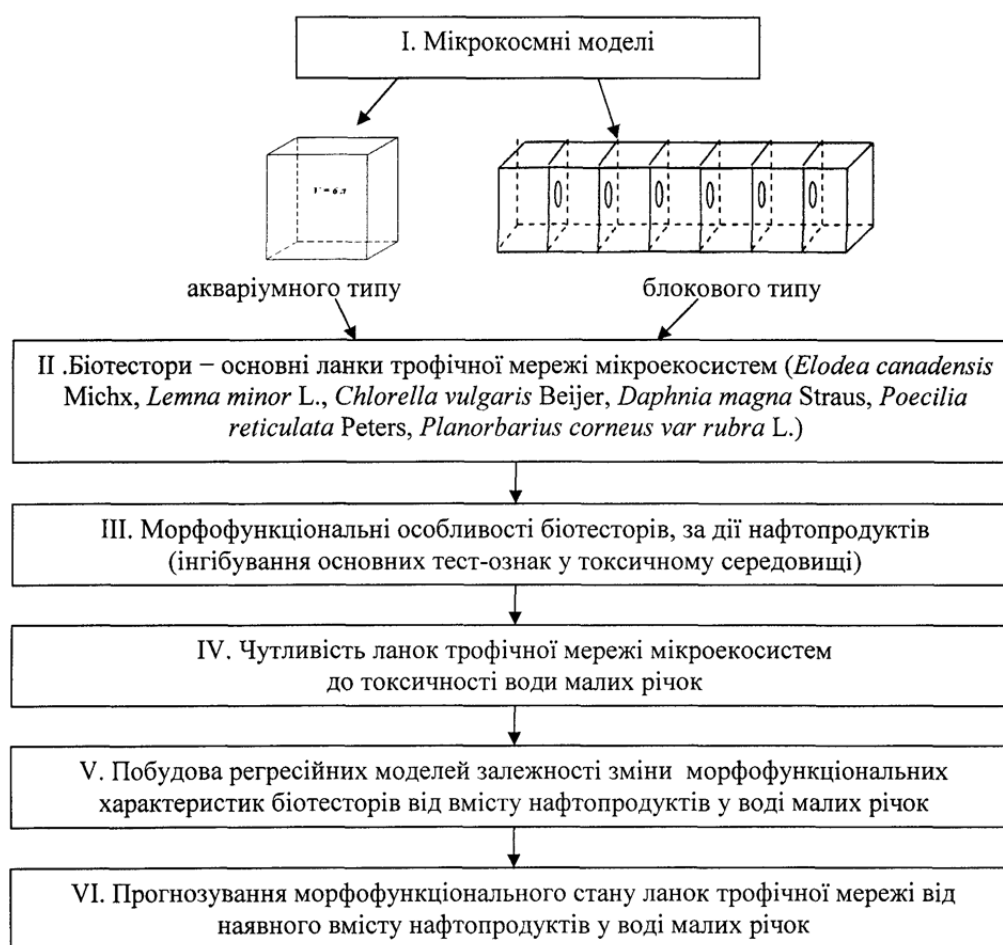 І. Мікрокосмні моделі
V = 6 л
акваріумного типу
блокового типу
ІІ .Біотестори – основні ланки трофічної мережі мікроекосистем (Elodea canadensis
Michx, Lemna minor L., Chlorella vulgaris Beijer, Daphnia magna Straus, Poecilia
reticulata Peters, Planorbarius corneus var rubra L.)
ІІІ. Морфофункціональні особливості біотесторів, за дії нафтопродуктів
(інгібування основних тест-ознак у токсичному середовищі)
IV. Чутливість ланок трофічної мережі мікроекосистем
до токсичності води малих річок
V. Побудова регресійних моделей залежності зміни морфофункціональних
характеристик біотесторів від вмісту нафтопродуктів у воді малих річок
VI. Прогнозування морфофункціонального стану ланок трофічної мережі від
наявного вмісту нафтопродуктів у воді малих річок